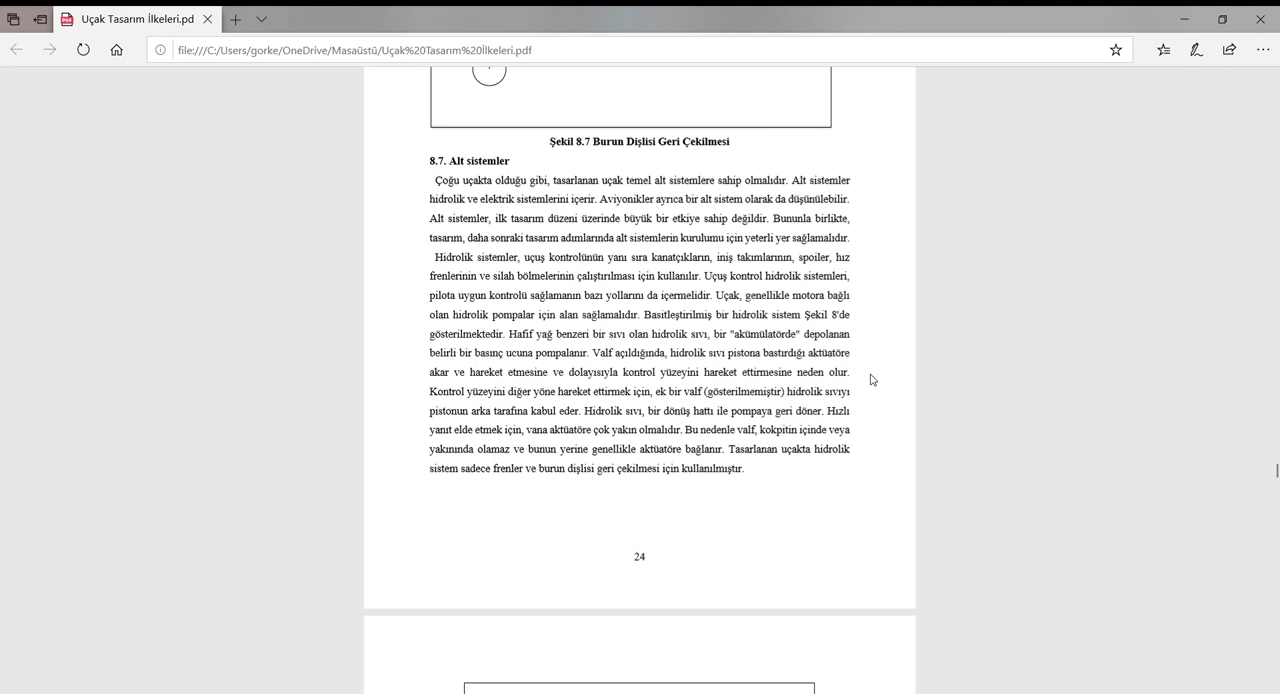 Uçak Tasarım İlkeleri.pd
file:///C:/Users/gorke/OneDrive/Masaüstü/Uçak%20Tasarım%20İlkeleri.pdf
Şekil 8.7 Burun Dişlisi Geri Çekilmesi
8.7. Alt sistemler
Çoğu uçakta olduğu gibi, tasarlanan uçak temel alt sistemlere sahip olmalıdır. Alt sistemler
hidrolik ve elektrik sistemlerini içerir. Aviyonikler ayrıca bir alt sistem olarak da düşünülebilir.
Alt sistemler, ilk tasarım düzeni üzerinde büyük bir etkiye sahip değildir. Bununla birlikte,
tasarım, daha sonraki tasarım adımlarında alt sistemlerin kurulumu için yeterli yer sağlamalıdır.
Hidrolik sistemler, uçuş kontrolünün yanı sıra kanatçıkların, iniş takımlarının, spoiler, hız
frenlerinin ve silah bölmelerinin çalıştırılması için kullanılır. Uçuş kontrol hidrolik sistemleri,
pilota uygun kontrolü sağlamanın bazı yollarını da içermelidir. Uçak, genellikle motora bağlı
olan hidrolik pompalar için alan sağlamalıdır. Basitleştirilmiş bir hidrolik sistem Şekil 8'de
gösterilmektedir. Hafif yağ benzeri bir sıvı olan hidrolik sıvı, bir "akümülatörde" depolanan
belirli bir basınç ucuna pompalanır. Valf açıldığında, hidrolik sıvı pistona bastırdığı aktüatöre
akar ve hareket etmesine ve dolayısıyla kontrol yüzeyini hareket ettirmesine neden olur.
Kontrol yüzeyini diğer yöne hareket ettirmek için, ek bir valf (gösterilmemiştir) hidrolik sıvıyı
pistonun arka tarafına kabul eder. Hidrolik sıvı, bir dönüş hattı ile pompaya geri döner. Hızlı
yanıt elde etmek için, vana aktüatöre çok yakın olmalıdır. Bu nedenle valf, kokpitin içinde veya
yakınında olamaz ve bunun yerine genellikle aktüatöre bağlanır. Tasarlanan uçakta hidrolik
sistem sadece frenler ve burun dişlisi geri çekilmesi için kullanılmıştır.
24